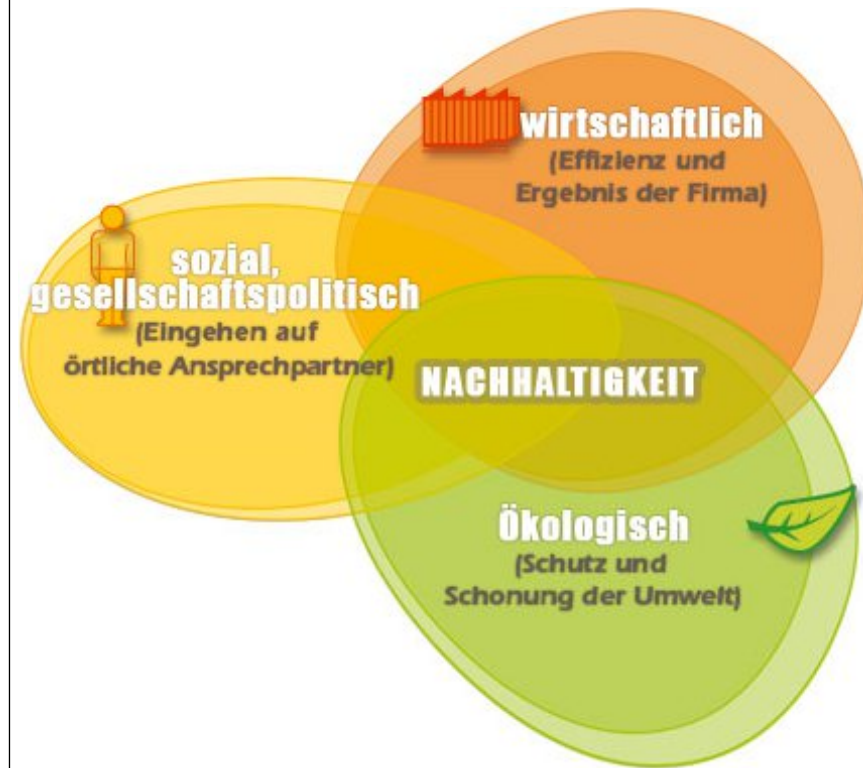 wirtschaftlich
(Effizienz und
Ergebnis der Firma)
sozial,
gesellschaftspolitisch
(Eingehen auf
örtliche Ansprechpartner)
NACHHALTIGKEIT
Ökologisch
(Schutz und
Schonung der Umwelt)